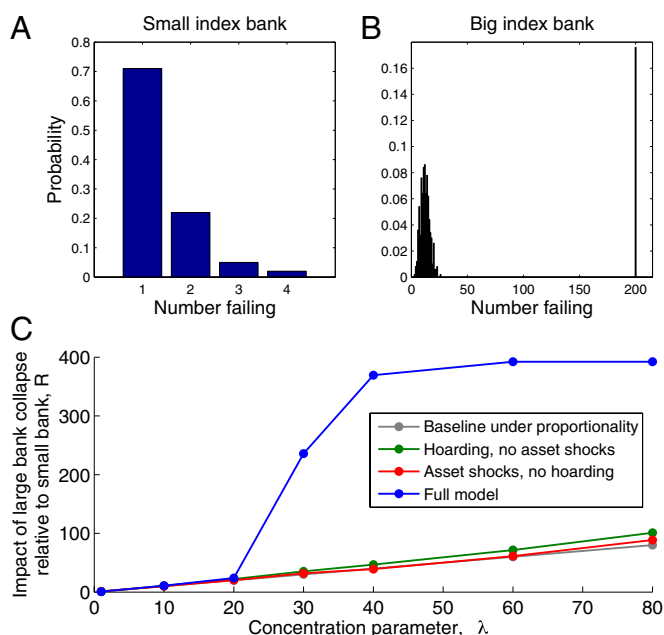 A
Small index bank
0.8
0.7
0.6
0.5
0.4
0.3
0.2
0.1
0
Probability
1 2 3 4
Number failing
B
Big index bank
0.16
0.14
0.12
0.1
0.08
0.06
0.04
0.02
0
0 50 100 150 200
Number failing
C
Impact of large bank collapse
relative to small bank, R
400
300
200
100
0
Baseline under proportionality
Hoarding, no asset shocks
Asset shocks, no hoarding
Full model
0 10 20 30 40 50 60 70 80
Concentration parameter, λ